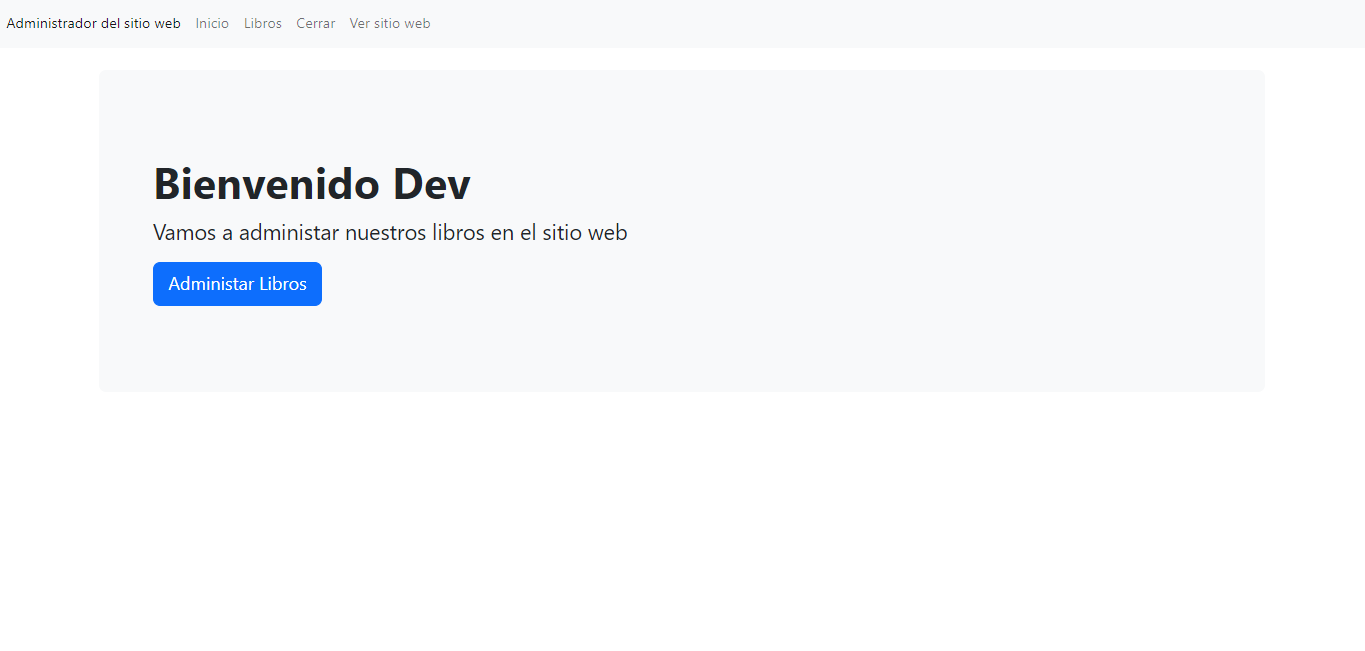 Administrador del sitio web Inicio Libros Cerrar Ver sitio web
Bienvenido Dev
Vamos a administar nuestros libros en el sitio web
Administar Libros